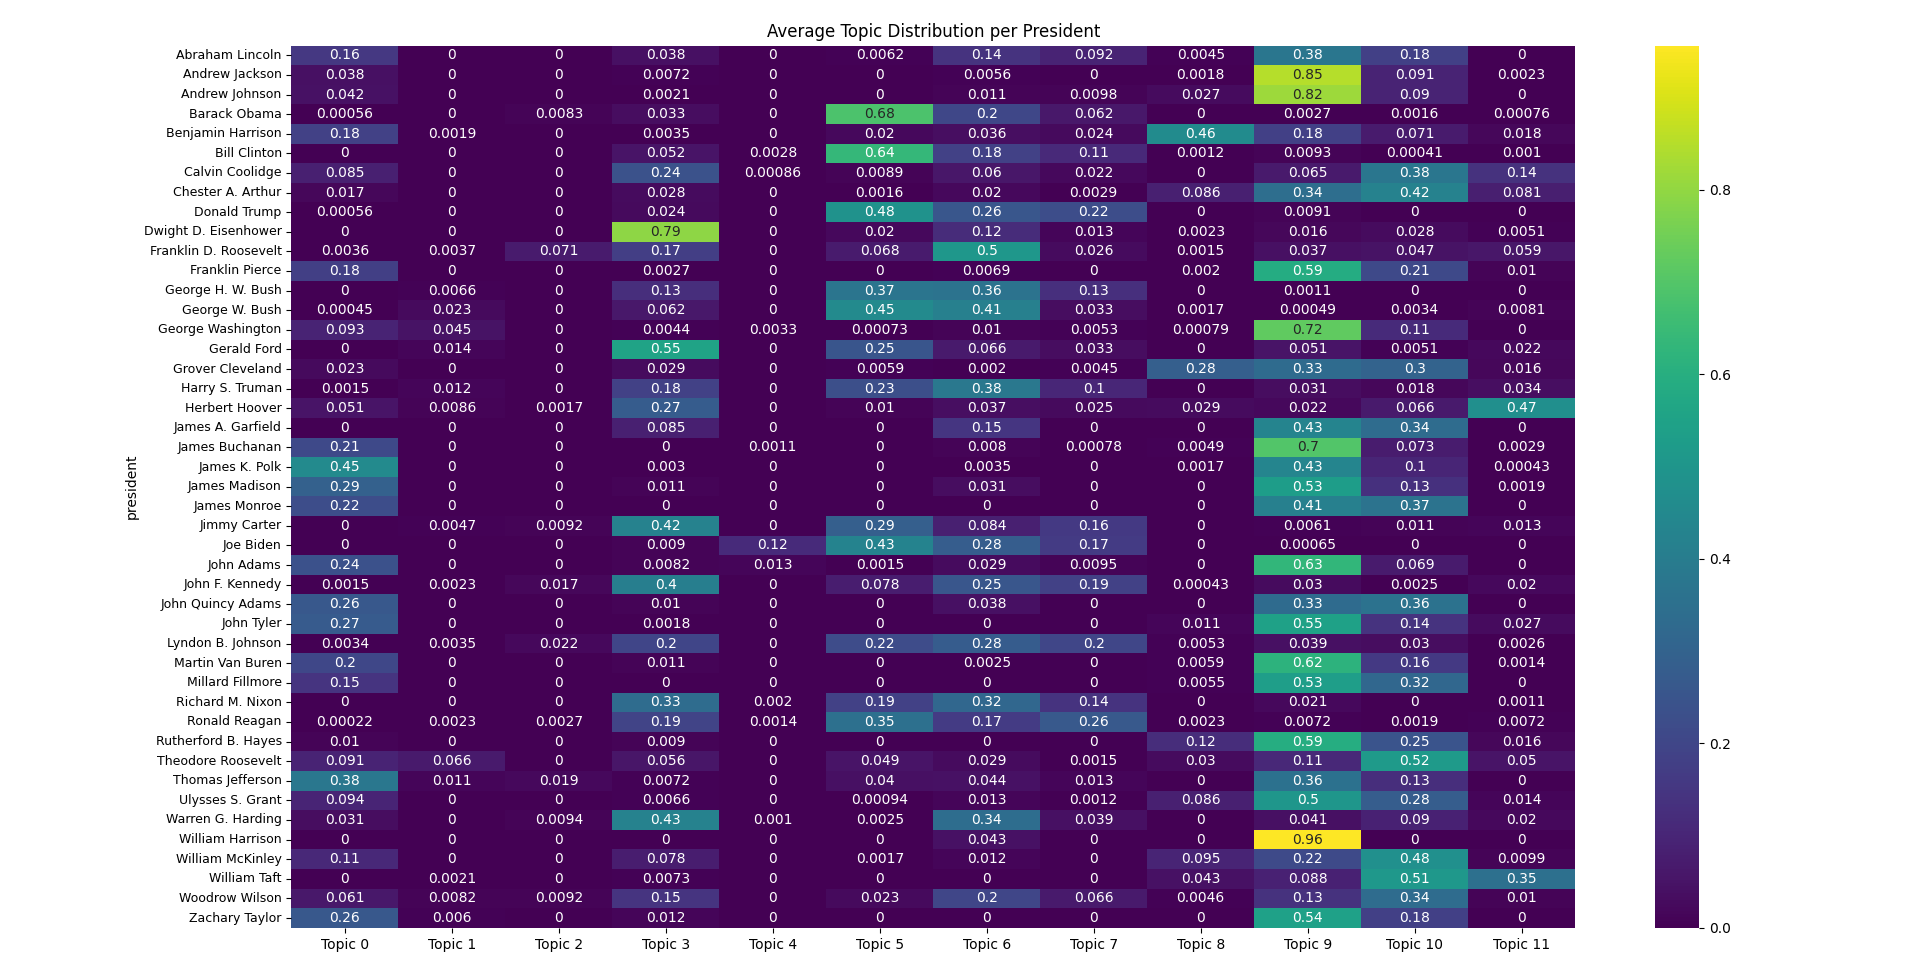 Average Topic Distribution per President
Abraham Lincoln 0.16 0 0 0.038 0 0.0062 0.14 0.092 0.0045 0.38 0.18 0
Andrew Jackson 0.038 0 0 0.0072 0 0 0.0056 0 0.0018 0.85 0.091 0.0023
Andrew Johnson 0.042 0 0 0.0021 0 0 0.011 0.0098 0.027 0.82 0.09 0
Barack Obama 0.00056 0 0.0083 0.033 0 0.68 0.2 0.062 0 0.0027 0.0016 0.00076
Benjamin Harrison 0.18 0.0019 0 0.0035 0 0.02 0.036 0.024 0.46 0.18 0.071 0.018
Bill Clinton 0 0 0 0.052 0.0028 0.64 0.18 0.11 0.0012 0.0093 0.00041 0.001
Calvin Coolidge 0.085 0 0 0.24 0.00086 0.0089 0.06 0.022 0 0.065 0.38 0.14
Chester A. Arthur 0.017 0 0 0.028 0 0.0016 0.02 0.0029 0.086 0.34 0.42 0.081
0.8
Donald Trump 0.00056 0 0 0.024 0 0.48 0.26 0.22 0 0.0091 0 0
Dwight D. Eisenhower 0 0 0 0.79 0 0.02 0.12 0.013 0.0023 0.016 0.028 0.0051
Franklin D. Roosevelt 0.0036 0.0037 0.071 0.17 0 0.068 0.5 0.026 0.0015 0.037 0.047 0.059
Franklin Pierce 0.18 0 0 0.0027 0 0 0.0069 0 0.002 0.59 0.21 0.01
George H. W. Bush 0 0.0066 0 0.13 0 0.37 0.36 0.13 0 0.0011 0 0
George W. Bush 0.00045 0.023 0 0.062 0 0.45 0.41 0.033 0.0017 0.00049 0.0034 0.0081
George Washington 0.093 0.045 0 0.0044 0.0033 0.00073 0.01 0.0053 0.00079 0.72 0.11 0
Gerald Ford 0 0.014 0 0.55 0 0.25 0.066 0.033 0 0.051 0.0051 0.022
Grover Cleveland 0.023 0 0 0.029 0 0.0059 0.002 0.0045 0.28 0.33 0.3 0.016
0.6
Harry S. Truman 0.0015 0.012 0 0.18 0 0.23 0.38 0.1 0 0.031 0.018 0.034
Herbert Hoover 0.051 0.0086 0.0017 0.27 0 0.01 0.037 0.025 0.029 0.022 0.066 0.47
James A. Garfield 0 0 0 0.085 0 0 0.15 0 0 0.43 0.34 0
James Buchanan 0.21 0 0 0 0.0011 0 0.008 0.00078 0.0049 0.7 0.073 0.0029
James K. Polk 0.45 0 0 0.003 0 0 0.0035 0 0.0017 0.43 0.1 0.00043
president
James Madison 0.29 0 0 0.011 0 0 0.031 0 0 0.53 0.13 0.0019
James Monroe 0.22 0 0 0 0 0 0 0 0 0.41 0.37 0
Jimmy Carter 0 0.0047 0.0092 0.42 0 0.29 0.084 0.16 0 0.0061 0.011 0.013
Joe Biden 0 0 0 0.009 0.12 0.43 0.28 0.17 0 0.00065 0 0
0.4
John Adams 0.24 0 0 0.0082 0.013 0.0015 0.029 0.0095 0 0.63 0.069 0
John F. Kennedy 0.0015 0.0023 0.017 0.4 0 0.078 0.25 0.19 0.00043 0.03 0.0025 0.02
John Quincy Adams 0.26 0 0 0.01 0 0 0.038 0 0 0.33 0.36 0
John Tyler 0.27 0 0 0.0018 0 0 0 0 0.011 0.55 0.14 0.027
Lyndon B. Johnson 0.0034 0.0035 0.022 0.2 0 0.22 0.28 0.2 0.0053 0.039 0.03 0.0026
Martin Van Buren 0.2 0 0 0.011 0 0 0.0025 0 0.0059 0.62 0.16 0.0014
Millard Fillmore 0.15 0 0 0 0 0 0 0 0.0055 0.53 0.32 0
Richard M. Nixon 0 0 0 0.33 0.002 0.19 0.32 0.14 0 0.021 0 0.0011
Ronald Reagan 0.00022 0.0023 0.0027 0.19 0.0014 0.35 0.17 0.26 0.0023 0.0072 0.0019 0.0072
Rutherford B. Hayes 0.01 0 0 0.009 0 0 0 0 0.12 0.59 0.25 0.016
0.2
Theodore Roosevelt 0.091 0.066 0 0.056 0 0.049 0.029 0.0015 0.03 0.11 0.52 0.05
Thomas Jefferson 0.38 0.011 0.019 0.0072 0 0.04 0.044 0.013 0 0.36 0.13 0
Ulysses S. Grant 0.094 0 0 0.0066 0 0.00094 0.013 0.0012 0.086 0.5 0.28 0.014
Warren G. Harding 0.031 0 0.0094 0.43 0.001 0.0025 0.34 0.039 0 0.041 0.09 0.02
William Harrison 0 0 0 0 0 0 0.043 0 0 0.96 0 0
William McKinley 0.11 0 0 0.078 0 0.0017 0.012 0 0.095 0.22 0.48 0.0099
William Taft 0 0.0021 0 0.0073 0 0 0 0 0.043 0.088 0.51 0.35
Woodrow Wilson 0.061 0.0082 0.0092 0.15 0 0.023 0.2 0.066 0.0046 0.13 0.34 0.01
Zachary Taylor 0.26 0.006 0 0.012 0 0 0 0 0 0.54 0.18 0
0.0
Topic 0 Topic 1 Topic 2 Topic 3 Topic 4 Topic 5 Topic 6 Topic 7 Topic 8 Topic 9 Topic 10 Topic 11